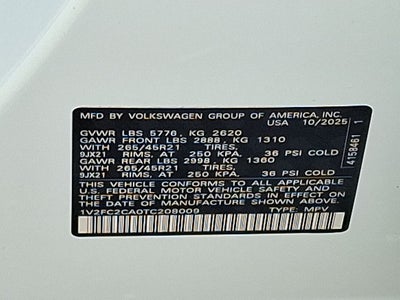 MFD BY VOLKSWAGEN GROUP OF AMERICA, INC.
USA 10/2025
GVWR LBS 5776, KG 2620
GAWR FRONT LBS 2888, KG 1310
WITH 265/45R21
9JX21 RIMS, AT 250 KPA, 36 PSI COLD
GAWR REAR LBS 2998, KG 1360
WITH 265/45R21
9JX21 RIMS, AT 250 KPA, 36 PSI COLD
THIS VEHICLE CONFORMS TO ALL APPLICABLE
U.S. FEDERAL MOTOR VEHICLE SAFETY AND
THEFT PREVENTION STANDARDS IN EFFECT ON THE
DATE OF MANUFACTURE SHOWN ABOVE.
1V2FC2CA0TC208009 TYPE: MPV
4158461 1